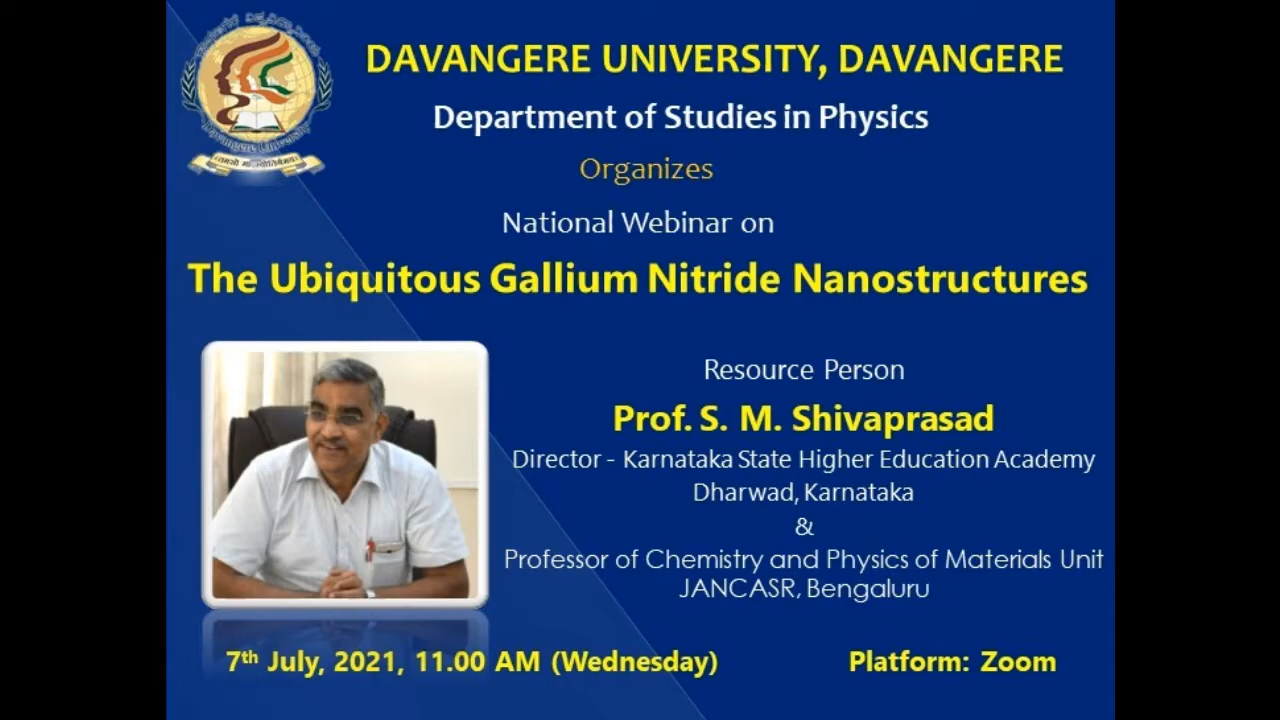 DAVANGERE UNIVERSITY, DAVANGERE
Department of Studies in Physics
Organizes
National Webinar on
The Ubiquitous Gallium Nitride Nanostructures
Davangere University
Resource Person
Prof. S. M. Shivaprasad
Director - Karnataka State Higher Education Academy
Dharwad, Karnataka
&
Professor of Chemistry and Physics of Materials Unit
JANCASR, Bengaluru
7th July, 2021, 11.00 AM (Wednesday)
Platform: Zoom